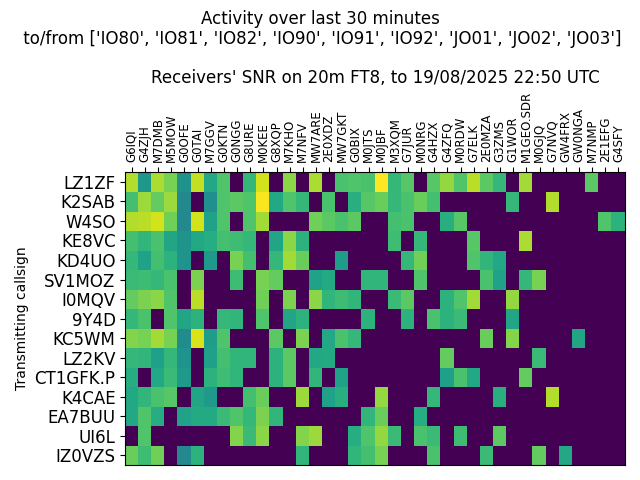 Activity over last 30 minutes
to/from ['IO80', 'IO81', 'IO82', 'IO90', 'IO91', 'IO92', 'JO01', 'JO02', 'JO03']
Receivers' SNR on 20m FT8, to 19/08/2025 22:50 UTC
G6IQI
G4ZJH
M7DMB
M5MOW
G0OFE
G0TAI
M7GGV
G0KTN
G0NGG
G8URE
M0KEE
G8XQP
M7KHO
M7NFV
MW7ARE
2E0XDZ
MW7GKT
G0BIX
M0JTS
M0JBF
M3XQM
M7JUR
M0URG
G4HZX
G4ZFQ
M0RDW
G7ELK
2E0MZA
G3ZMS
G1WOR
M1GEO.SDR
M0GJQ
G7NVQ
GW4FRX
GW0NGA
M7NMP
2E1EFG
G4SFY
Transmitting callsign
LZ1ZF
K2SAB
W4SO
KE8VC
KD4UO
SV1MOZ
I0MQV
9Y4D
KC5WM
LZ2KV
CT1GFK.P
K4CAE
EA7BUU
UI6L
IZ0VZS